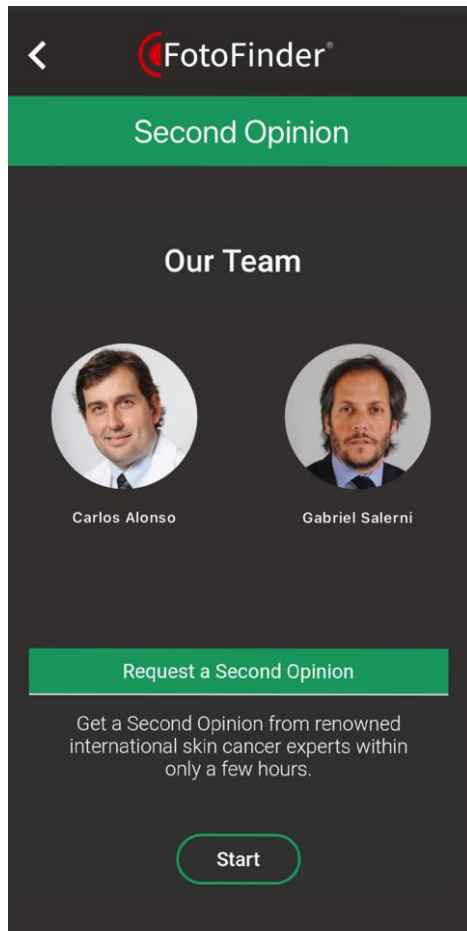 FotoFinder®
Second Opinion
Our Team
Carlos Alonso
Gabriel Salerni
Request a Second Opinion
Get a Second Opinion from renowned
international skin cancer experts within
only a few hours.
Start